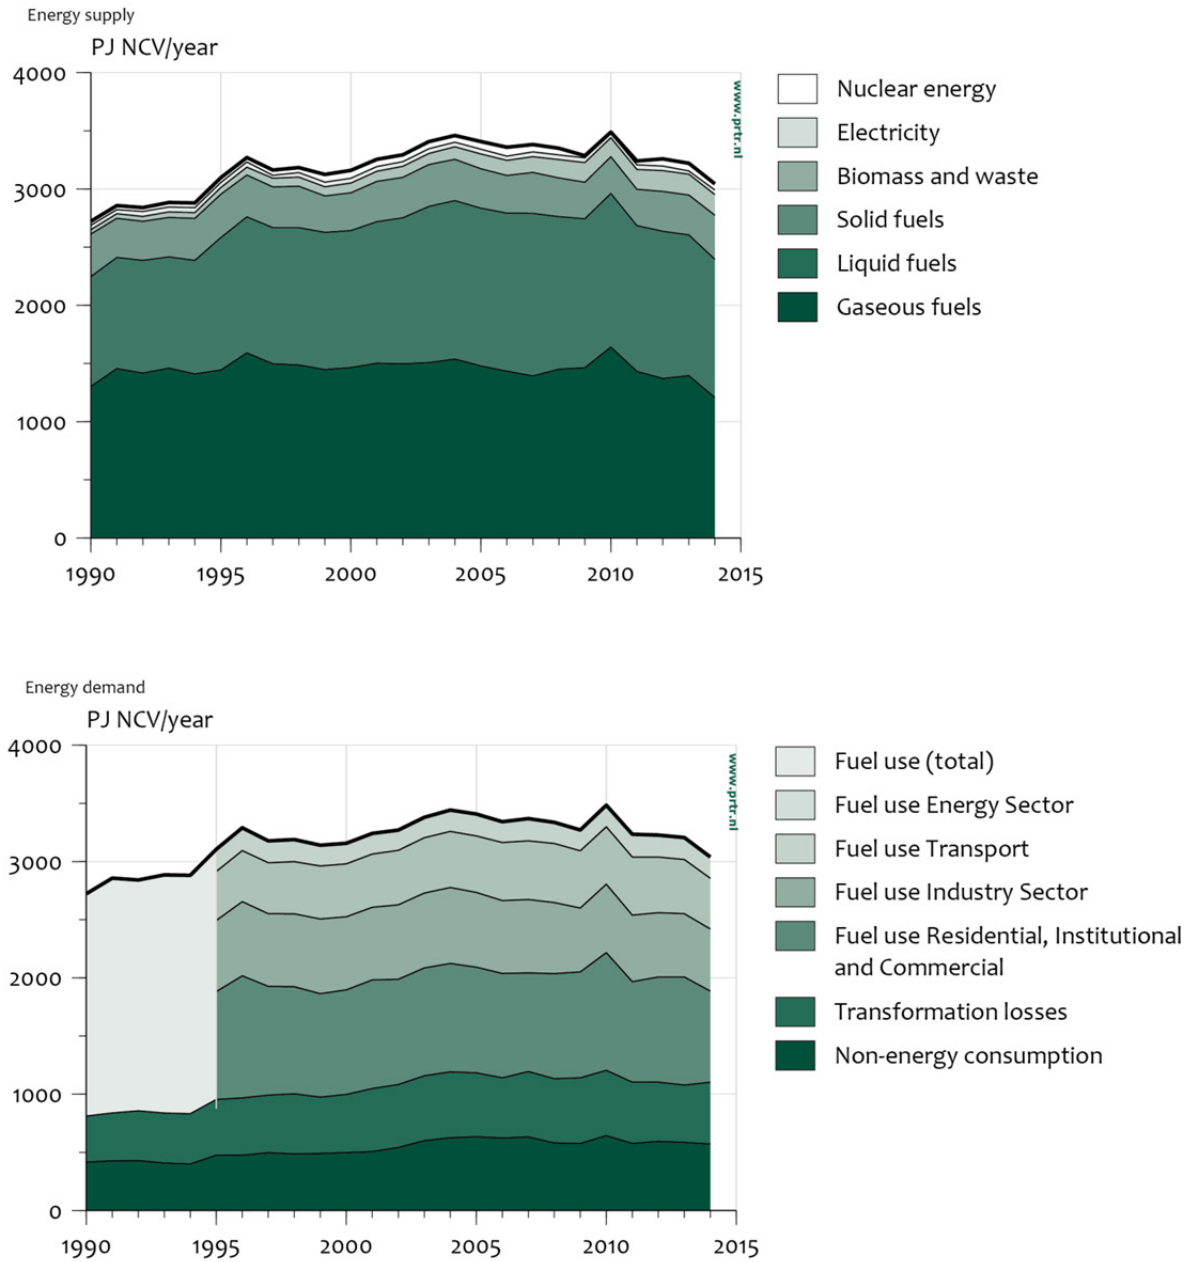 Energy supply
PJ NCV/year
4000
3000
2000
1000
0
1990 1995 2000 2005 2010 2015
www.prtr.nl
Nuclear energy
Electricity
Biomass and waste
Solid fuels
Liquid fuels
Gaseous fuels
Energy demand
PJ NCV/year
4000
3000
2000
1000
0
1990 1995 2000 2005 2010 2015
www.prtr.nl
Fuel use (total)
Fuel use Energy Sector
Fuel use Transport
Fuel use Industry Sector
Fuel use Residential, Institutional
and Commercial
Transformation losses
Non-energy consumption